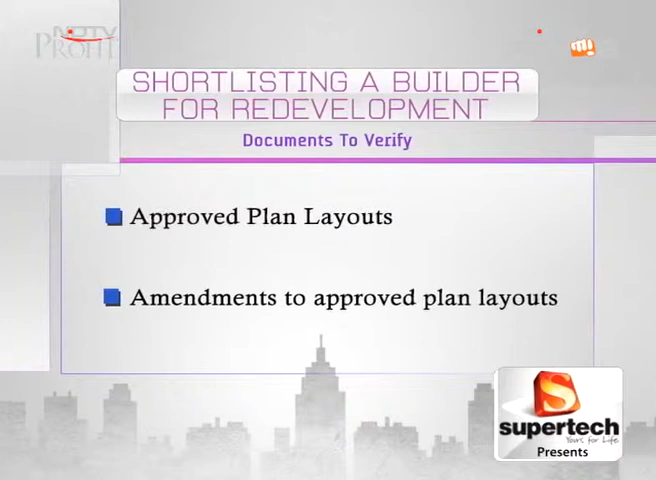 NDTV
PROFIT
SHORTLISTING A BUILDER
FOR REDEVELOPMENT
Documents To Verify
Approved Plan Layouts
Amendments to approved plan layouts
S
supertech
Yours for Life
Presents